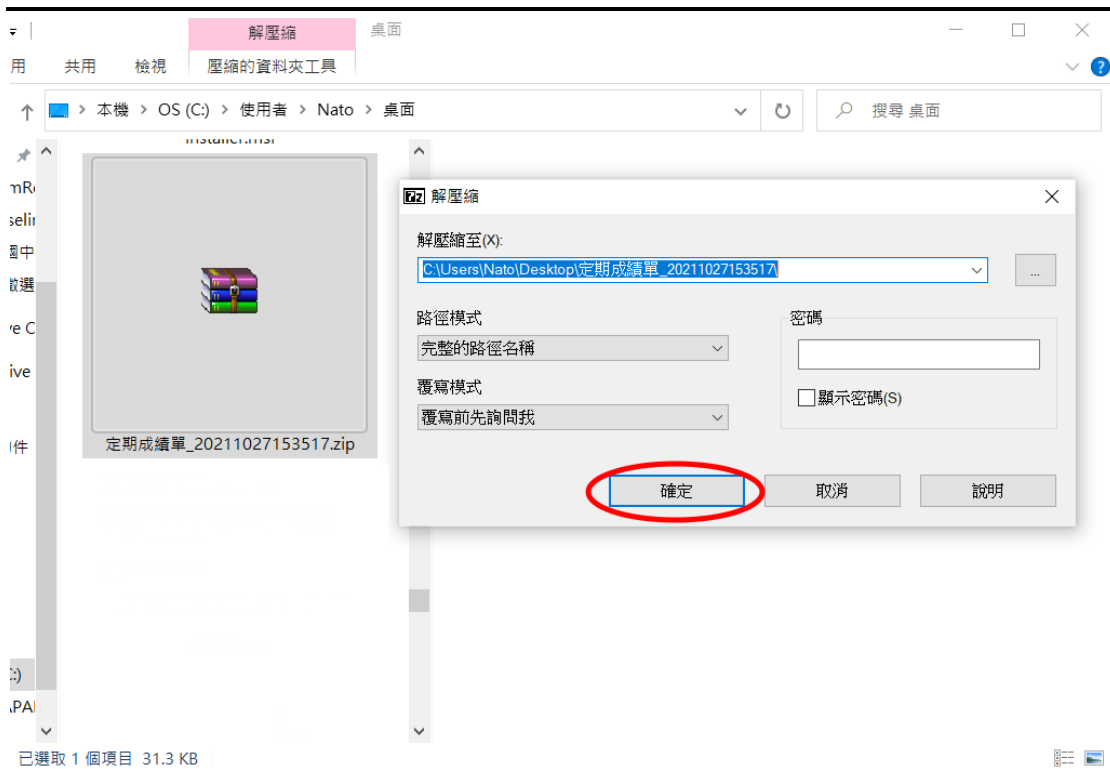 解壓縮
桌面
用 共用 檢視 壓縮的資料夾工具
本機 › OS (C:) › 使用者 › Nato › 桌面
搜尋 桌面
installer.msi
mR
selin
國中
徵選
ve C
ive
件
定期成績單_20211027153517.zip
7z 解壓縮
解壓縮至(X):
C:\Users\Nato\Desktop\定期成績單_20211027153517\
...
路徑模式
完整的路徑名稱
覆寫模式
覆寫前先詢問我
密碼
顯示密碼(S)
確定 取消 說明
:)
APA
已選取 1 個項目 31.3 KB